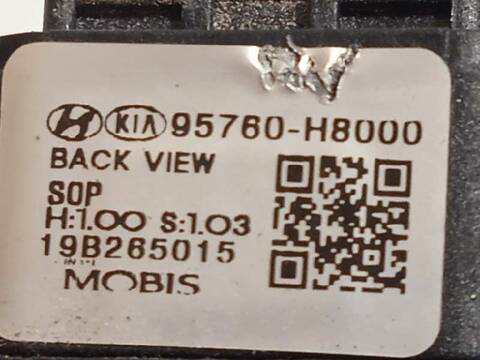 KIA 95760-H8000
BACK VIEW
SOP
H:1.00 S:1.03
19B265015
MOBIS